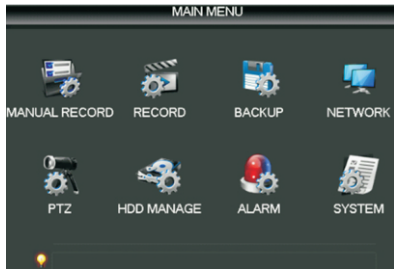 MAIN MENU
MANUAL RECORD RECORD BACKUP NETWORK
PTZ HDD MANAGE ALARM SYSTEM